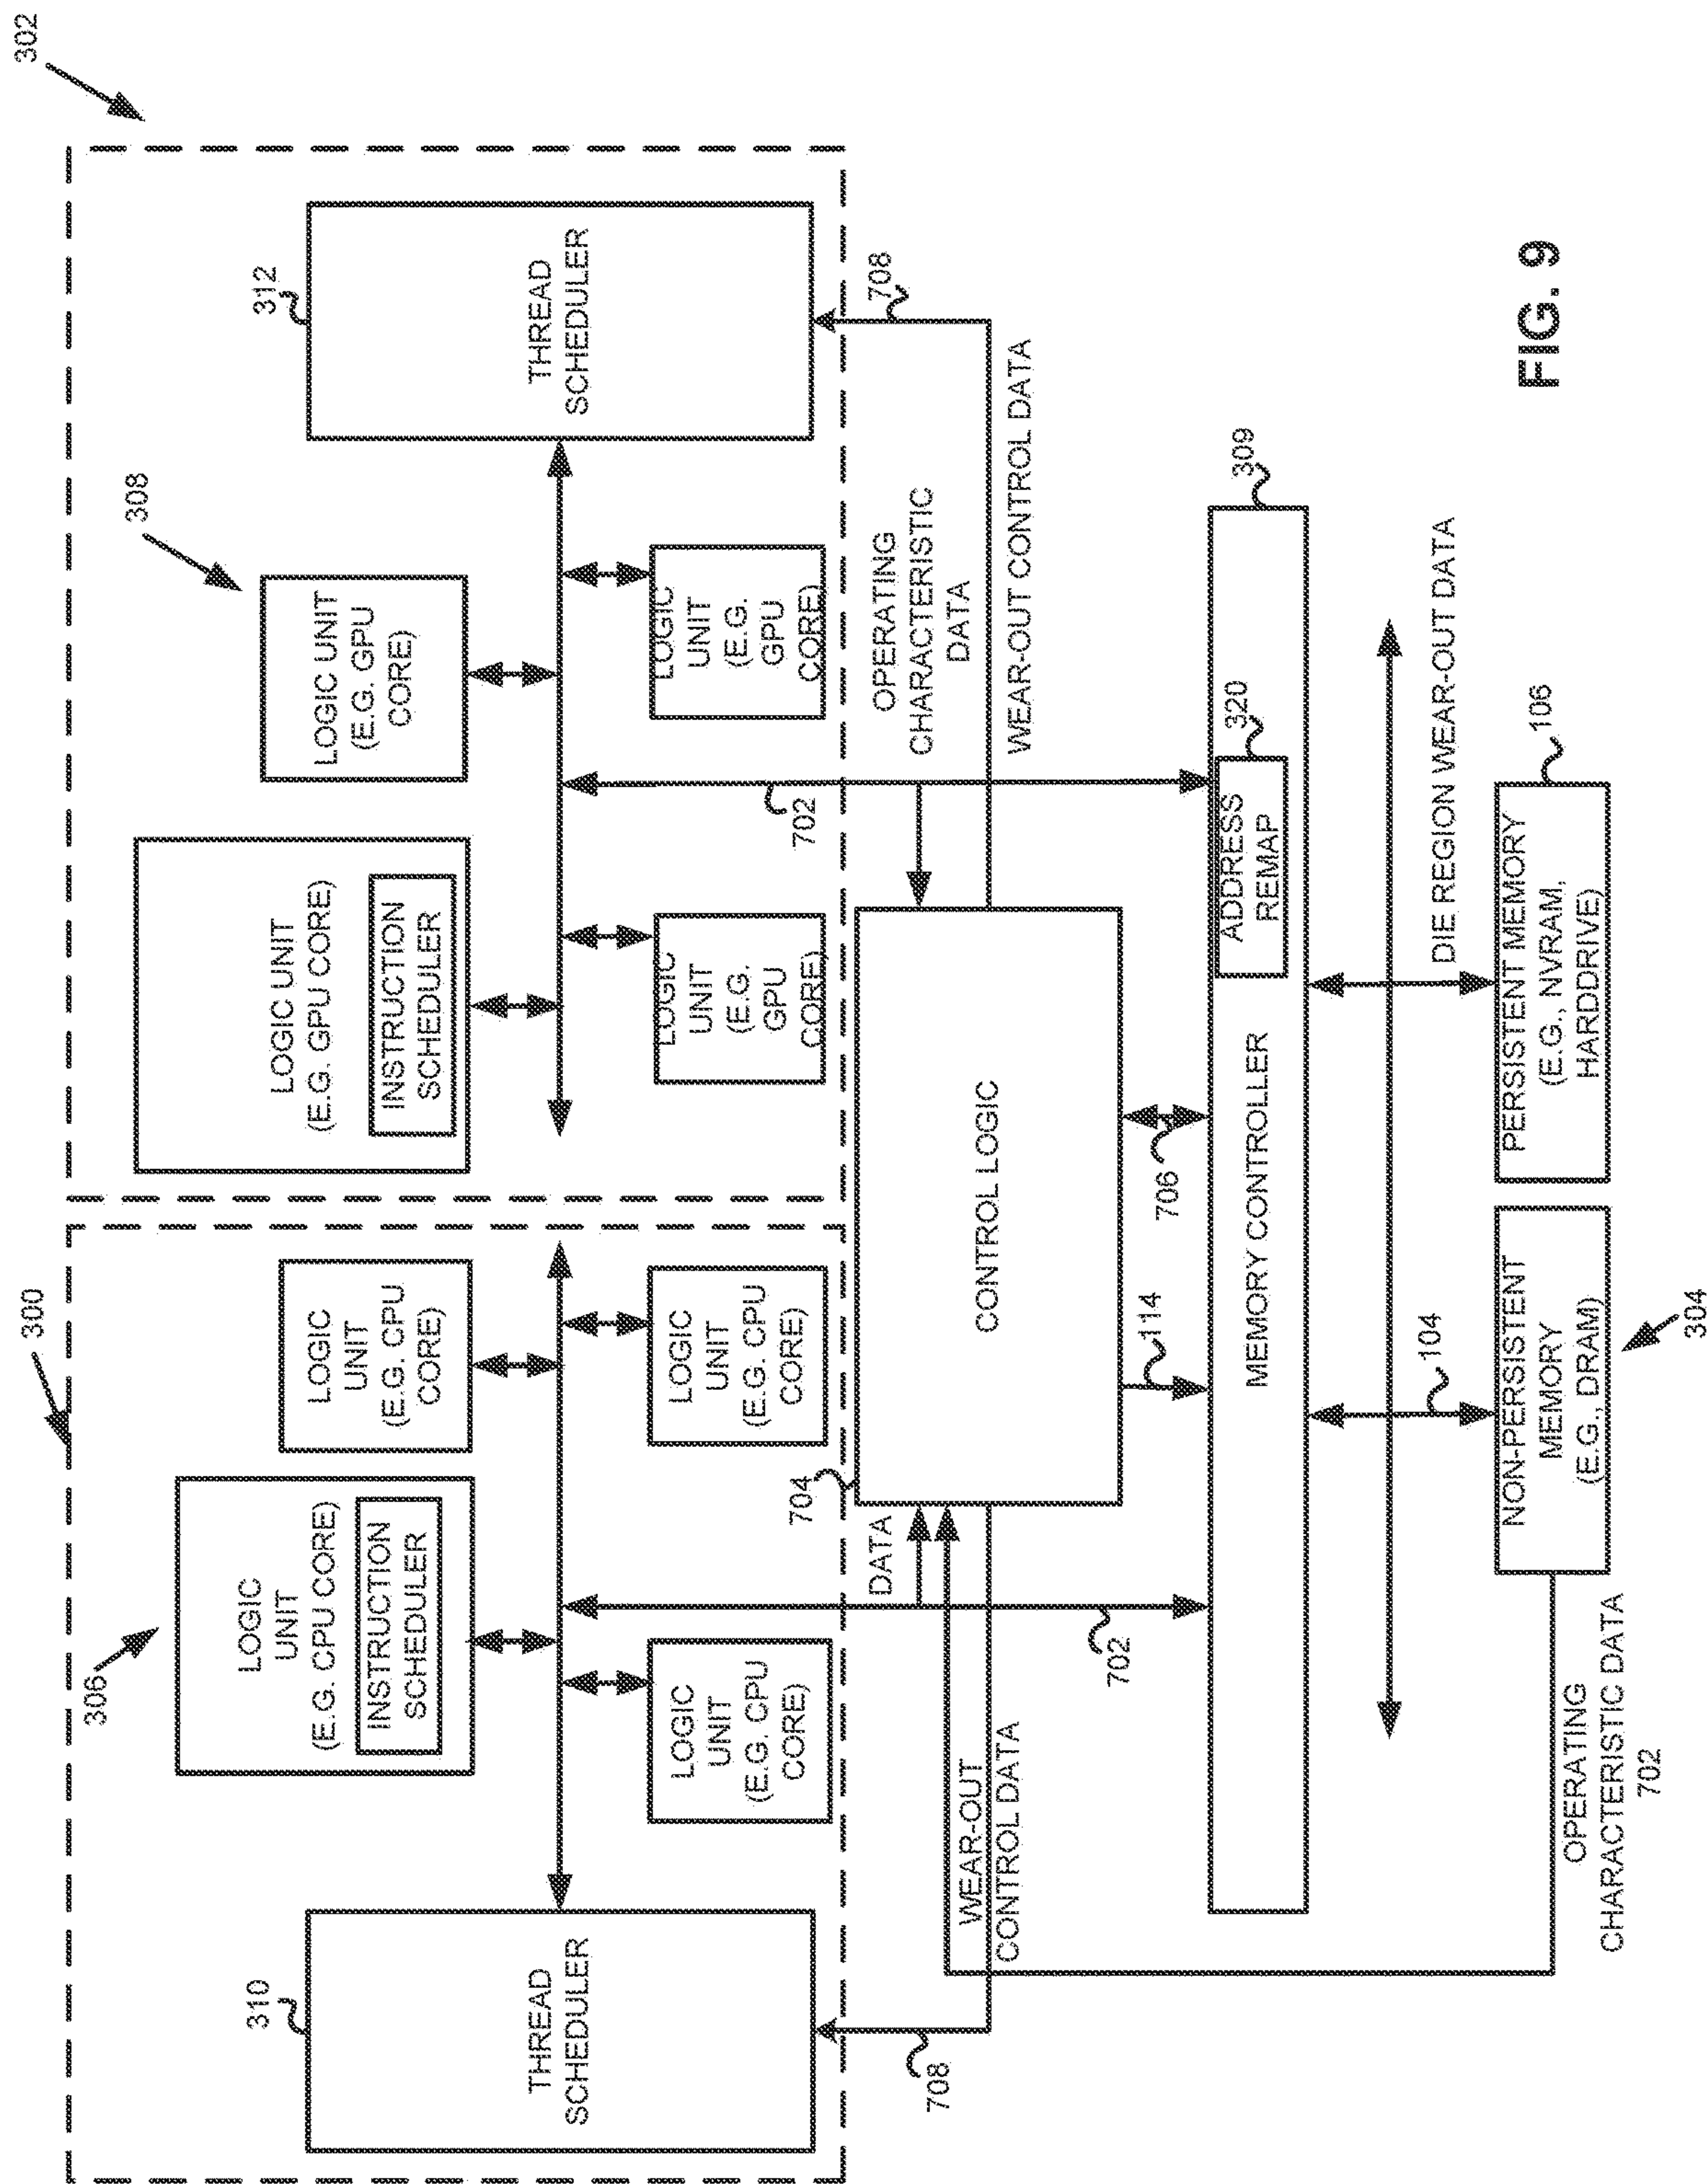 300
302
306
LOGIC
UNIT
(E.G. CPU CORE)
INSTRUCTION
SCHEDULER
LOGIC
UNIT
(E.G. CPU
CORE)
LOGIC UNIT
(E.G. GPU CORE)
INSTRUCTION
SCHEDULER
308
LOGIC UNIT
(E.G. GPU
CORE)
310
THREAD
SCHEDULER
312
THREAD
SCHEDULER
LOGIC
UNIT
(E.G. CPU
CORE)
LOGIC
UNIT
(E.G. CPU
CORE)
LOGIC
UNIT
(E.G.
GPU
CORE)
LOGIC
UNIT
(E.G.
GPU
CORE)
708
WEAR-OUT
CONTROL DATA
702
DATA
704
CONTROL LOGIC
702
OPERATING
CHARACTERISTIC
DATA
708
WEAR-OUT CONTROL DATA
114
706
MEMORY CONTROLLER
ADDRESS
REMAP
320
309
104
DIE REGION WEAR-OUT DATA
OPERATING
CHARACTERISTIC DATA
702
NON-PERSISTENT
MEMORY
(E.G., DRAM)
304
PERSISTENT MEMORY
(E.G., NVRAM,
HARDDRIVE)
106
FIG. 9